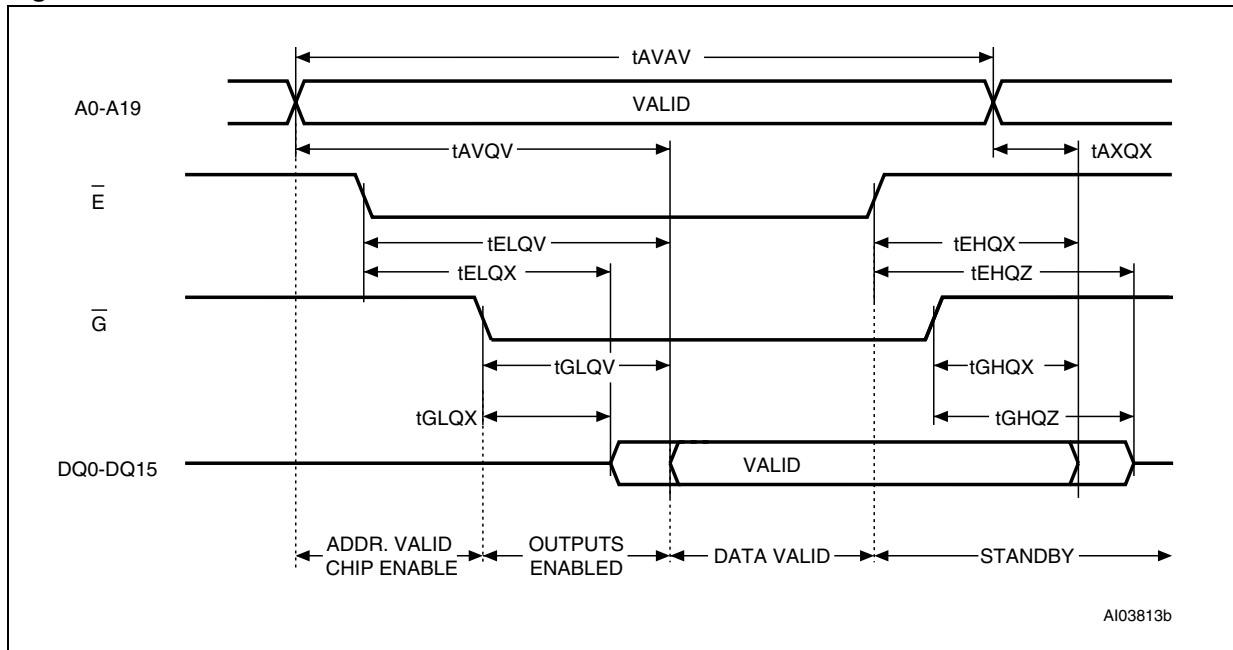 tAVAV
A0-A19
VALID
tAVQV
tAXQX
E
tELQV
tEHQX
tELQX
tEHQZ
G
tGLQV
tGHQX
tGLQX
tGHQZ
DQ0-DQ15
VALID
ADDR. VALID
CHIP ENABLE
OUTPUTS
ENABLED
DATA VALID
STANDBY
AI03813b